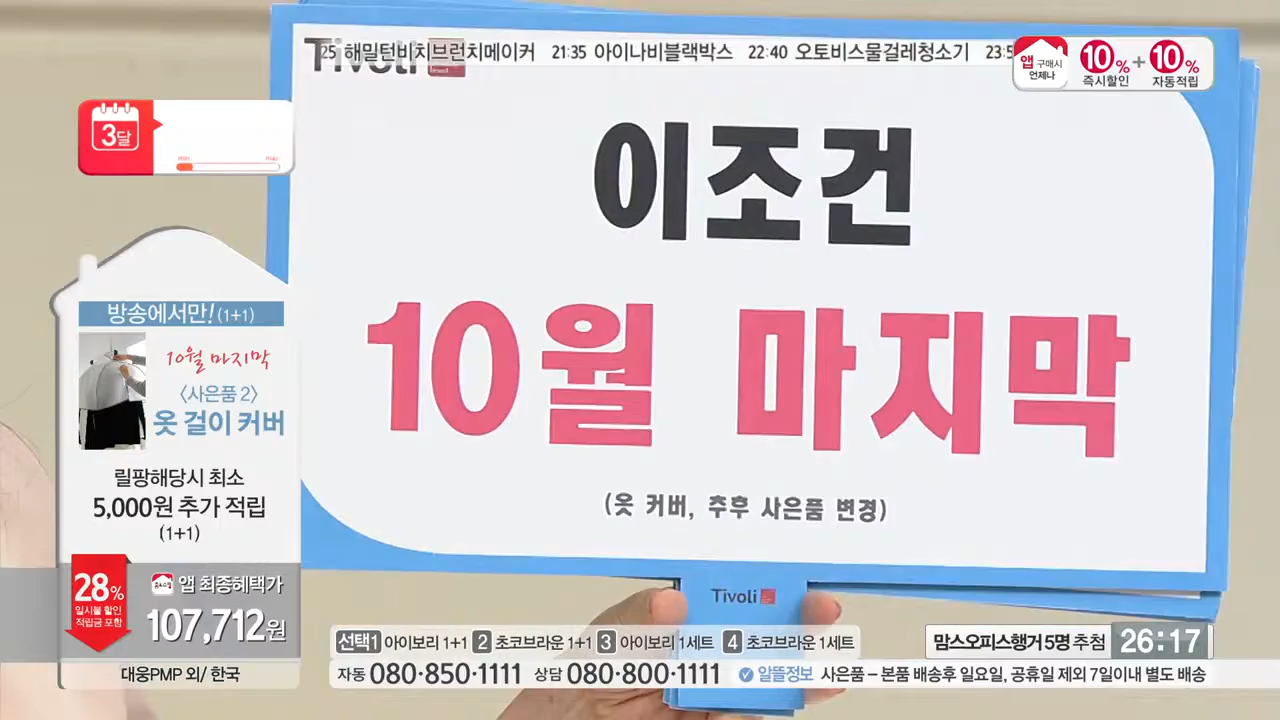 Tivoli
25 해밀턴비치브런치메이커 21:35 아이나비블랙박스 22:40 오토비스물걸레청소기 23:5
앱 구매시 언제나
10% 즉시할인 + 10% 자동적립
3달
이조건
10월 마지막
(옷 커버, 추후 사은품 변경)
Tivoli
방송에서만! (1+1)
10월 마지막
〈사은품 2〉
옷 걸이 커버
릴팡해당시 최소
5,000원 추가 적립
(1+1)
28%
일시불 할인
적립금 포함
앱 최종혜택가
107,712원
대웅PMP 외/ 한국
선택1 아이보리 1+1 2 초코브라운 1+1 3 아이보리 1세트 4 초코브라운 1세트
맘스오피스행거 5명 추첨 26:17
자동 080·850·1111 상담 080·800·1111
알뜰정보 사은품 – 본품 배송후 일요일, 공휴일 제외 7일이내 별도 배송